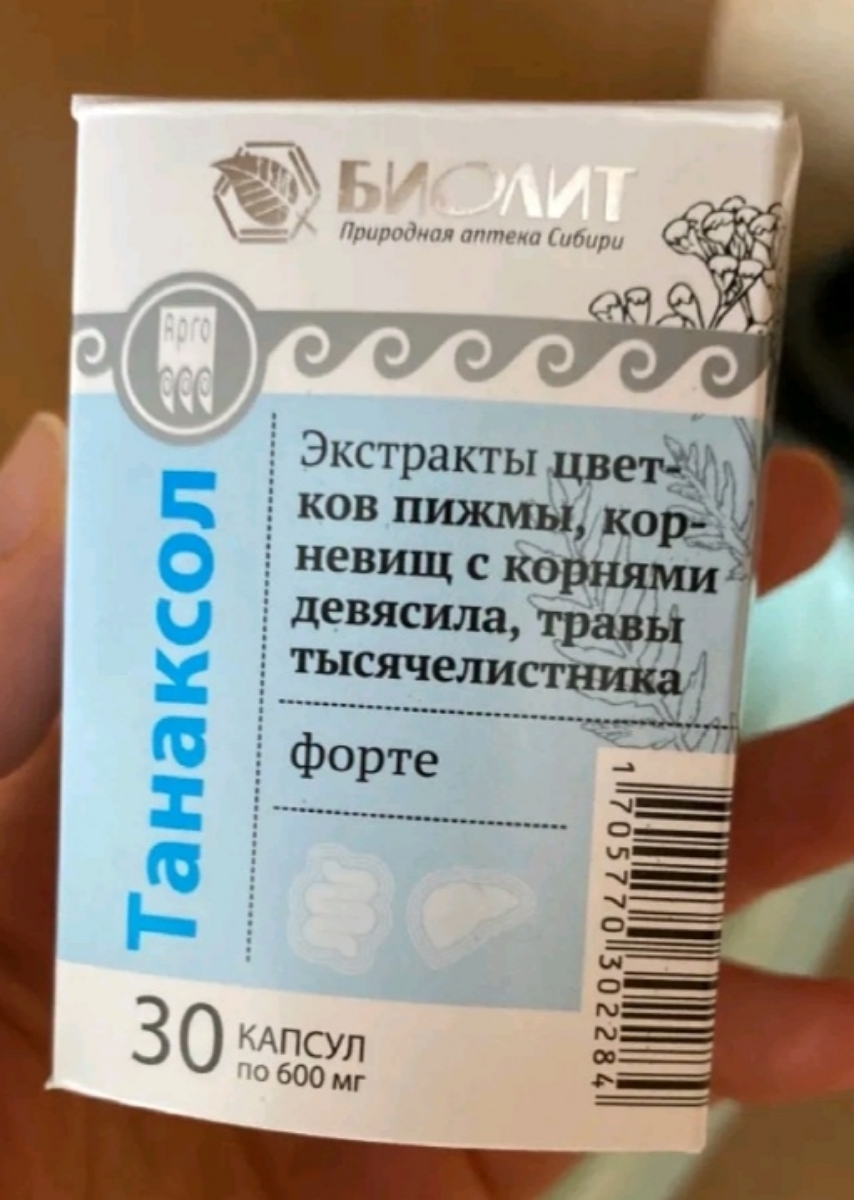 БИОЛИТ
Природная аптека Сибири
Арго
Танаксол
Экстракты цвет-
ков пижмы, кор-
невищ с корнями
девясила, травы
тысячелистника
форте
30 КАПСУЛ
по 600 мг
1705770302284